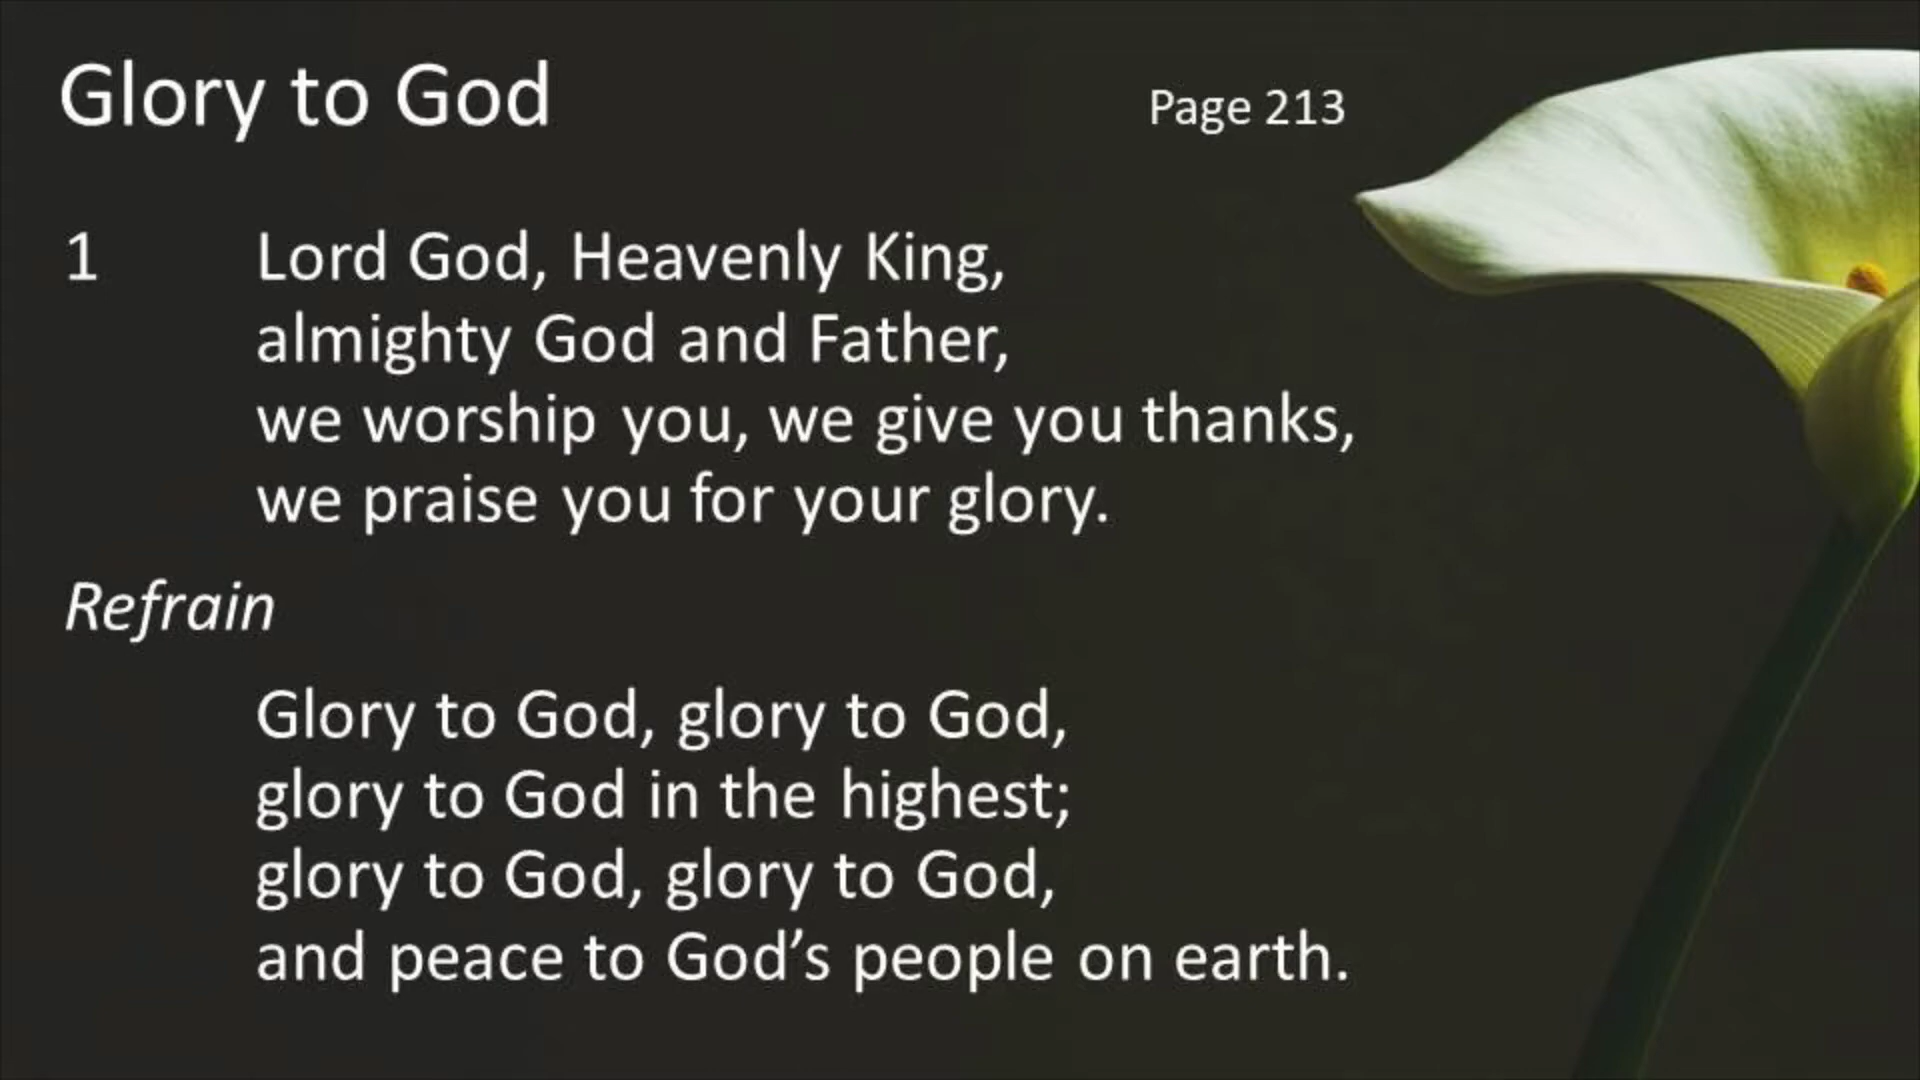 Glory to God
Page 213
1 Lord God, Heavenly King,
almighty God and Father,
we worship you, we give you thanks,
we praise you for your glory.
Refrain
Glory to God, glory to God,
glory to God in the highest;
glory to God, glory to God,
and peace to God’s people on earth.